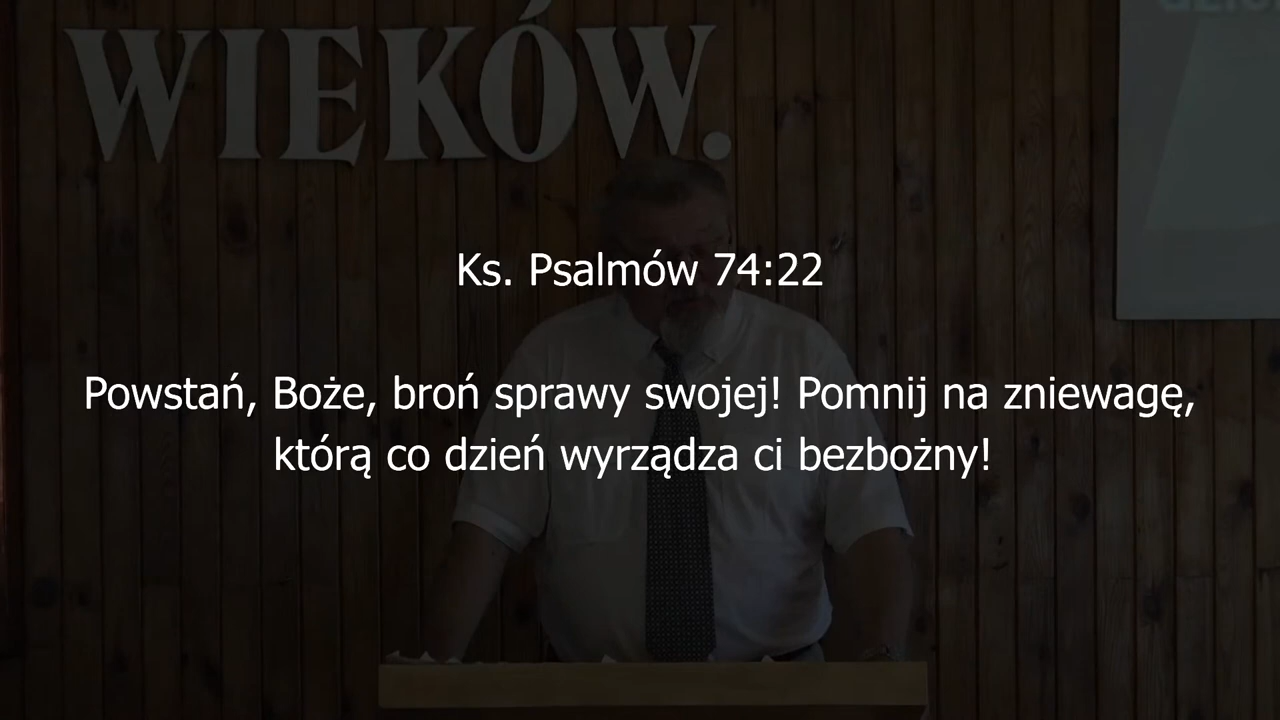 WIEKÓW.
Ks. Psalmów 74:22
Powstań, Boże, broń sprawy swojej! Pomnij na zniewagę,
którą co dzień wyrządza ci bezbożny!